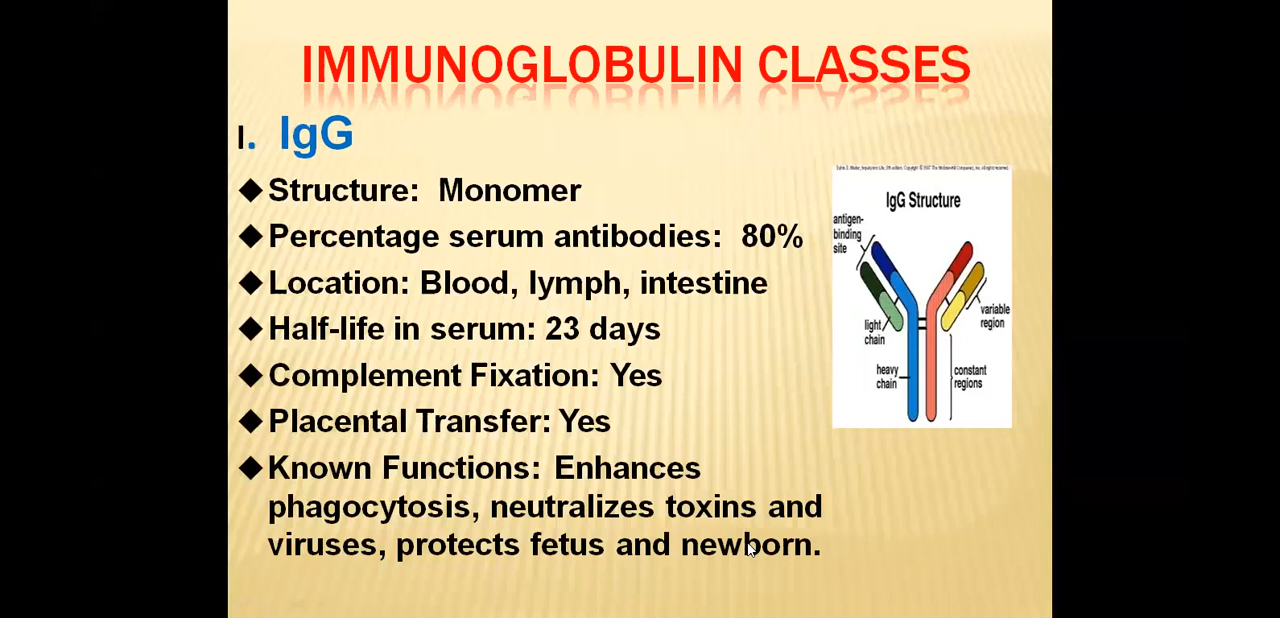 IMMUNOGLOBULIN CLASSES
I. IgG
Structure: Monomer
Percentage serum antibodies: 80%
Location: Blood, lymph, intestine
Half-life in serum: 23 days
Complement Fixation: Yes
Placental Transfer: Yes
Known Functions: Enhances
phagocytosis, neutralizes toxins and
viruses, protects fetus and newborn.
IgG Structure
antigen-
binding
site
light
chain
variable
region
heavy
chain
constant
regions